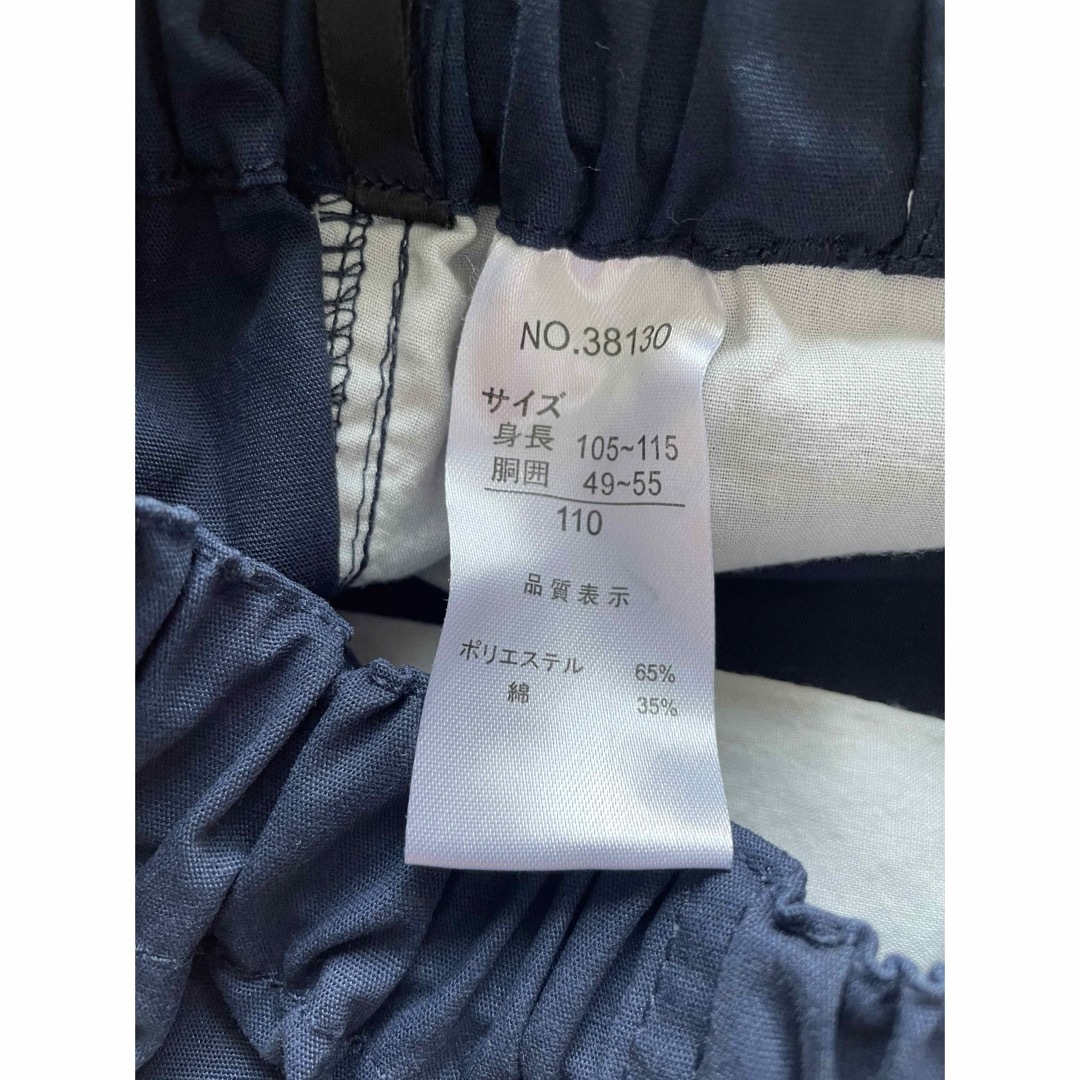 NO.38130
サイズ
身長 105~115
胴囲 49~55
110
品質表示
ポリエステル 65%
綿 35%